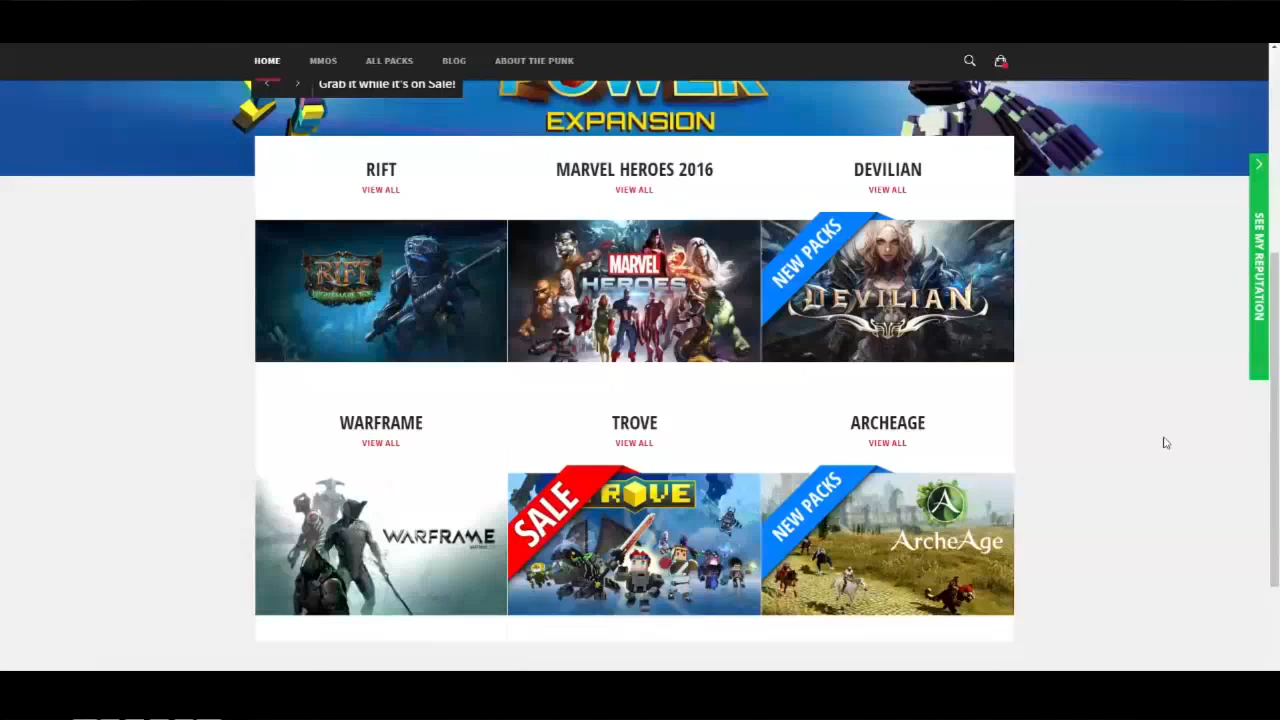 HOME MMOS ALL PACKS BLOG ABOUT THE PUNK
Grab it while it's on Sale!
POWER
EXPANSION
RIFT
VIEW ALL
MARVEL HEROES 2016
VIEW ALL
DEVILIAN
VIEW ALL
RIFT
MARVEL
HEROES
NEW PACKS
DEVILIAN
SEE MY REPUTATION
WARFRAME
VIEW ALL
TROVE
VIEW ALL
ARCHEAGE
VIEW ALL
WARFRAME
SALE
TROVE
NEW PACKS
A
ArcheAge